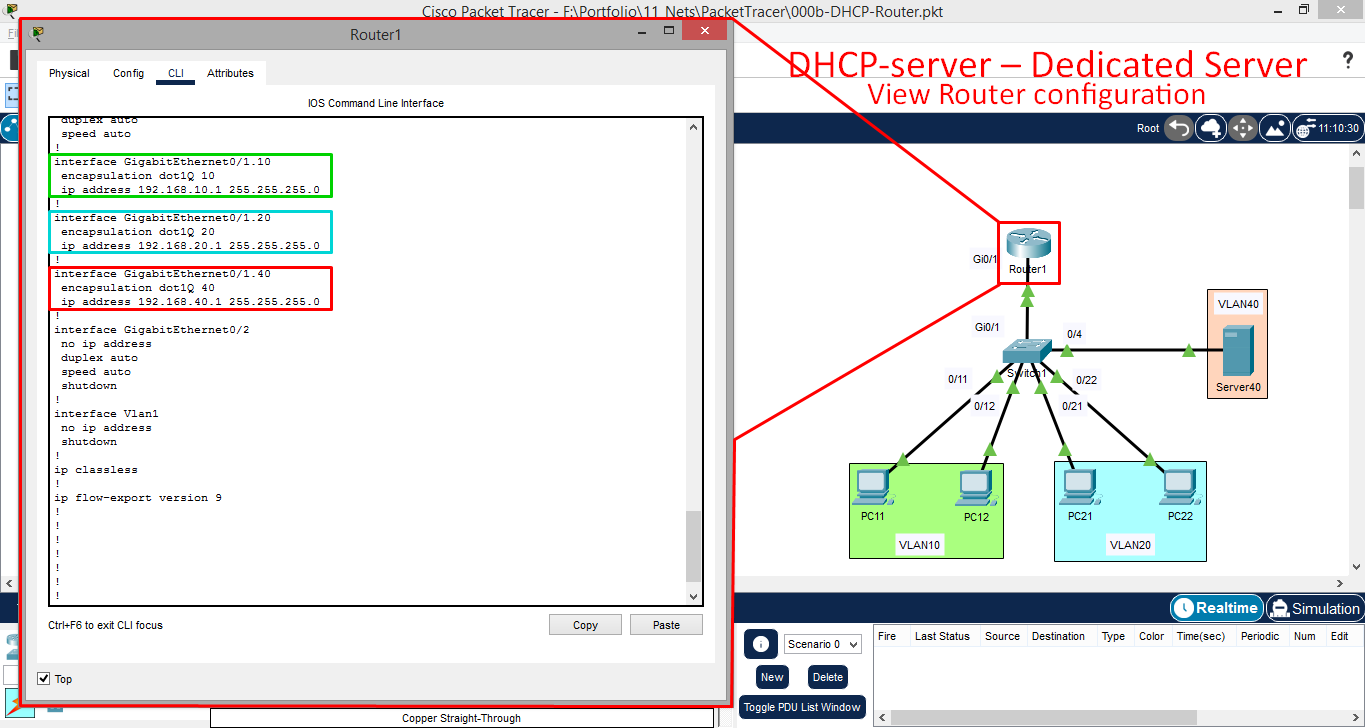 Cisco Packet Tracer - F:\Portfolio\11_Nets\PacketTracer\000b-DHCP-Router.pkt
Router1
Physical Config CLI Attributes
IOS Command Line Interface
duplex auto
speed auto
!
interface GigabitEthernet0/1.10
encapsulation dot1Q 10
ip address 192.168.10.1 255.255.255.0
!
interface GigabitEthernet0/1.20
encapsulation dot1Q 20
ip address 192.168.20.1 255.255.255.0
!
interface GigabitEthernet0/1.40
encapsulation dot1Q 40
ip address 192.168.40.1 255.255.255.0
!
interface GigabitEthernet0/2
no ip address
duplex auto
speed auto
shutdown
!
interface Vlan1
no ip address
shutdown
!
ip classless
!
ip flow-export version 9
!
!
!
!
!
!
!
Ctrl+F6 to exit CLI focus
Copy
Paste
Top
Copper Straight-Through
DHCP-server – Dedicated Server
View Router configuration
?
Root
11:10:30
Gi0/1
Router1
Gi0/1
0/4
VLAN40
Server40
Switch1
0/11
0/12
0/21
0/22
PC11
PC12
VLAN10
PC21
PC22
VLAN20
Realtime
Simulation
Scenario 0
New
Delete
Toggle PDU List Window
Fire Last Status Source Destination Type Color Time(sec) Periodic Num Edit